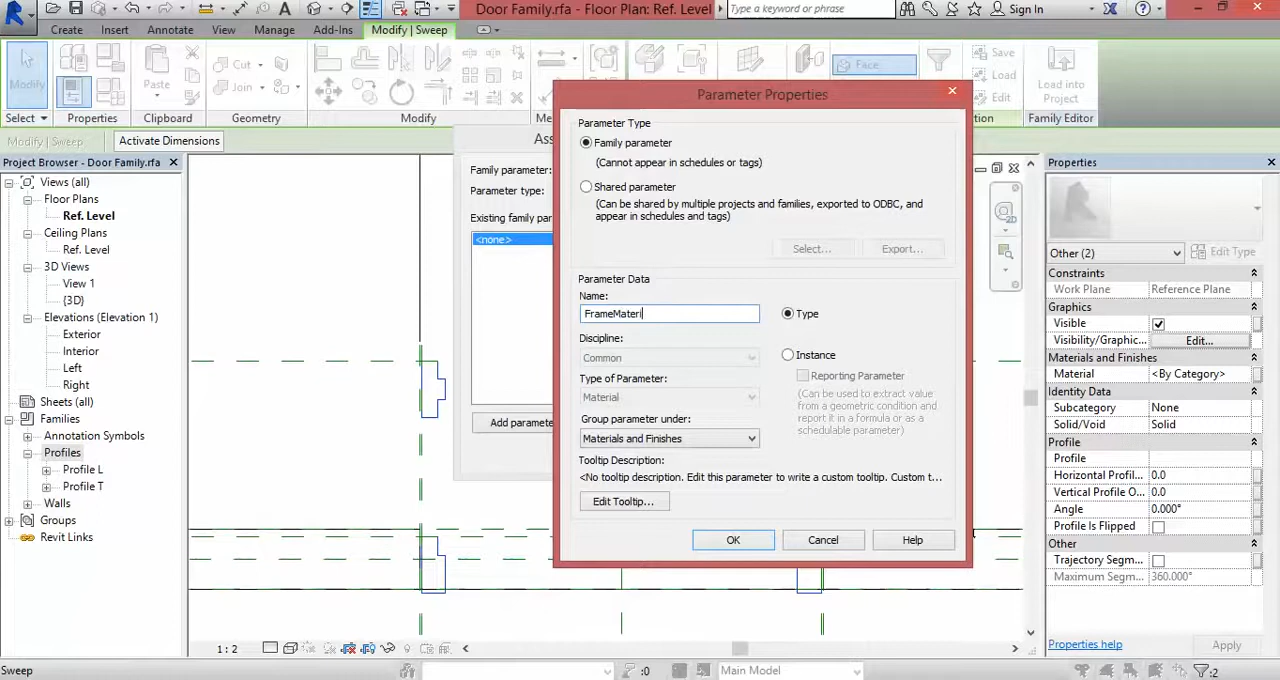 Door Family.rfa - Floor Plan: Ref. Level
Type a keyword or phrase
Sign In
Create Insert Annotate View Manage Add-Ins Modify | Sweep
Modify
Paste
Cut
Join
Face
Save
Load
Edit
Load into
Project
Select Properties Clipboard Geometry Modify Family Editor
Modify | Sweep Activate Dimensions
Project Browser - Door Family.rfa
Views (all)
Floor Plans
Ref. Level
Ceiling Plans
Ref. Level
3D Views
View 1
{3D}
Elevations (Elevation 1)
Exterior
Interior
Left
Right
Sheets (all)
Families
Annotation Symbols
Profiles
Profile L
Profile T
Walls
Groups
Revit Links
Family parameter:
Parameter type:
Existing family par
<none>
Add paramete
Parameter Properties
Parameter Type
Family parameter
(Cannot appear in schedules or tags)
Shared parameter
(Can be shared by multiple projects and families, exported to ODBC, and
appear in schedules and tags)
Select... Export...
Parameter Data
Name:
FrameMateri
Type
Discipline:
Common
Instance
Reporting Parameter
Type of Parameter:
Material
(Can be used to extract value
from a geometric condition and
report it in a formula or as a
schedulable parameter)
Group parameter under:
Materials and Finishes
Tooltip Description:
<No tooltip description. Edit this parameter to write a custom tooltip. Custom t...
Edit Tooltip...
OK Cancel Help
Properties
Other (2) Edit Type
Constraints
Work Plane Reference Plane
Graphics
Visible
Visibility/Graphic... Edit...
Materials and Finishes
Material <By Category>
Identity Data
Subcategory None
Solid/Void Solid
Profile
Profile
Horizontal Profil... 0.0
Vertical Profile O... 0.0
Angle 0.000°
Profile Is Flipped
Other
Trajectory Segm...
Maximum Segm... 360.000°
Properties help Apply
1 : 2
Sweep
:0
Main Model
:2